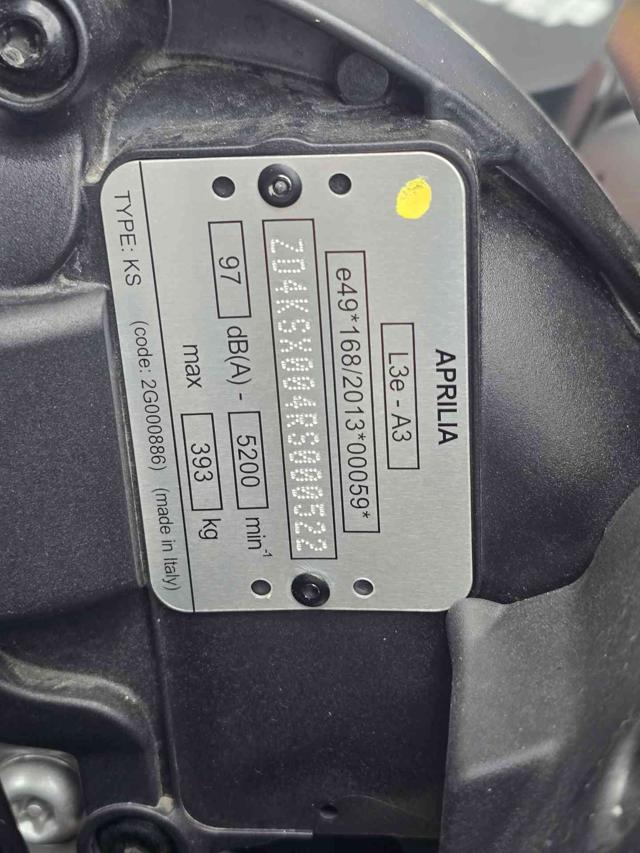 APRILIA
L3e - A3
e49*168/2013*00059*
ZD4KSX004RS000522
97 dB(A) - 5200 min⁻¹
max 393 kg
TYPE: KS (code: 2G000886) (made in Italy)